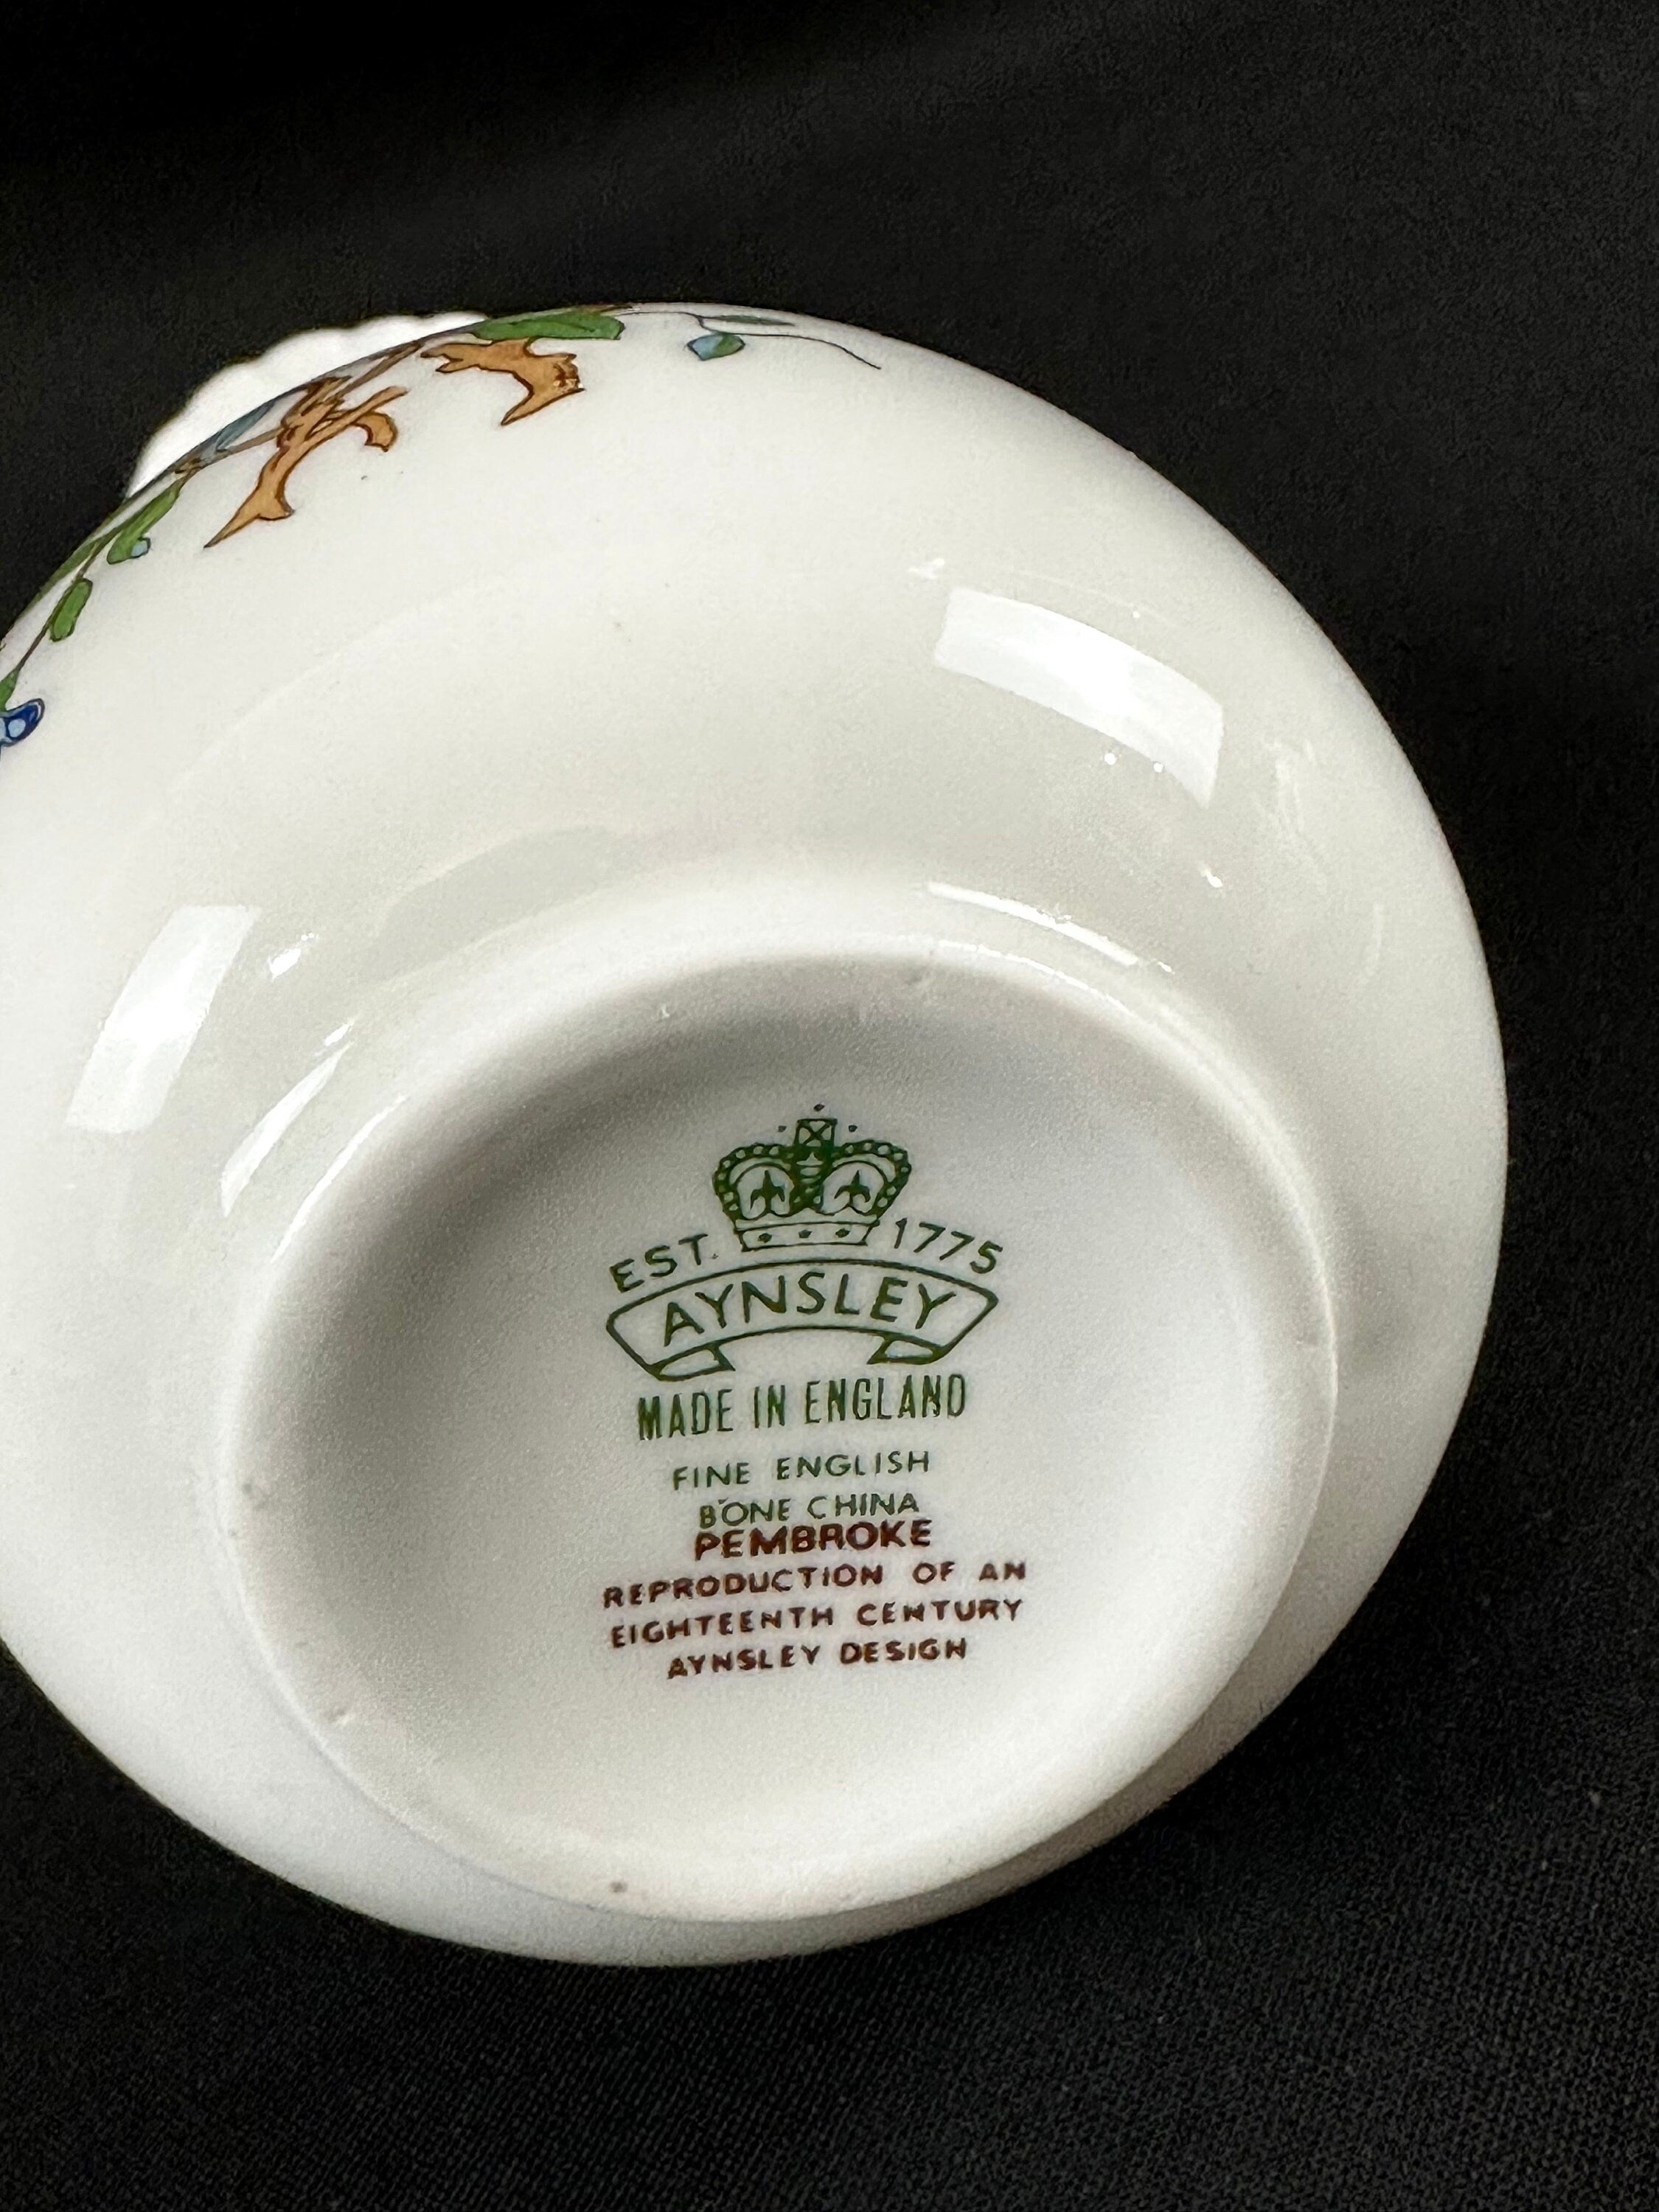 EST. 1775
AYNSLEY
MADE IN ENGLAND
FINE ENGLISH
BONE CHINA
PEMBROKE
REPRODUCTION OF AN
EIGHTEENTH CENTURY
AYNSLEY DESIGN